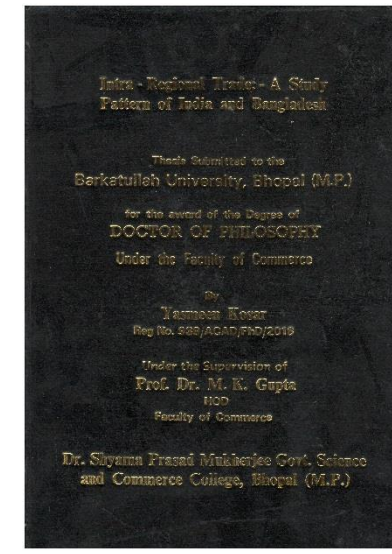 Intra - Regional Trade:- A Study
Pattern of India and Bangladesh
Thesis Submitted to the
Barkatullah University, Bhopal (M.P.)
for the award of the Degree of
DOCTOR OF PHILOSOPHY
Under the Faculty of Commerce
By
Yasmeen Kosar
Reg No. /ACAD/PhD/2016
Under the Supervision of
Prof. Dr. M. K. Gupta
HOD
Faculty of Commerce
Dr. Shyama Prasad Mukherjee Govt. Science
and Commerce College, Bhopal (M.P.)